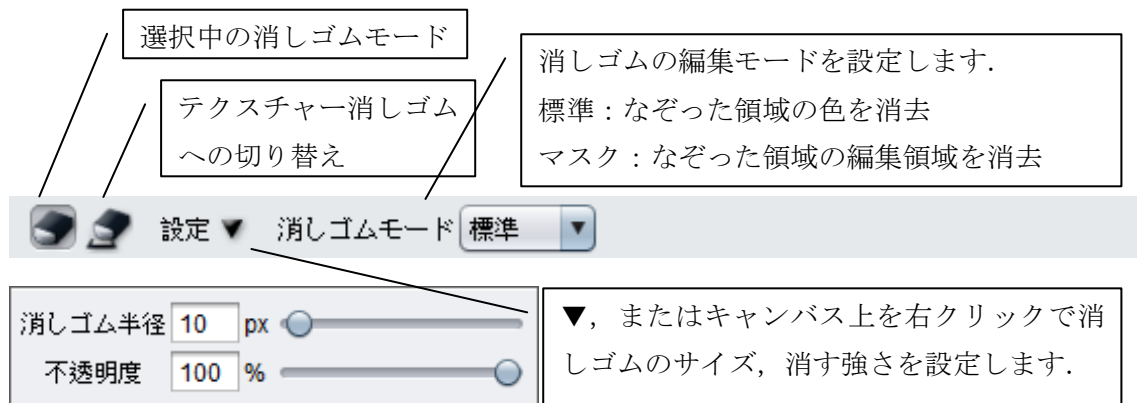 選択中の消しゴムモード
消しゴムの編集モードを設定します.
標準：なぞった領域の色を消去
マスク：なぞった領域の編集領域を消去
テクスチャー消しゴム
への切り替え
設定 ▼ 消しゴムモード 標準 ▼
消しゴム半径 10 px
不透明度 100 %
▼，またはキャンバス上を右クリックで消
しゴムのサイズ，消す強さを設定します.